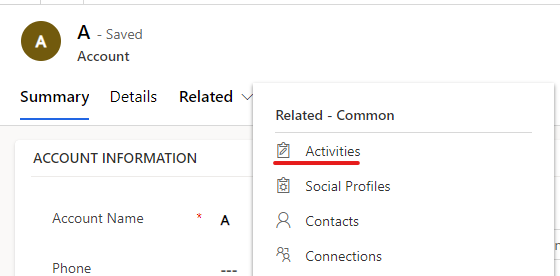 A
A - Saved
Account
Summary Details Related
Related - Common
Activities
Social Profiles
Contacts
Connections
ACCOUNT INFORMATION
Account Name * A
Phone ---